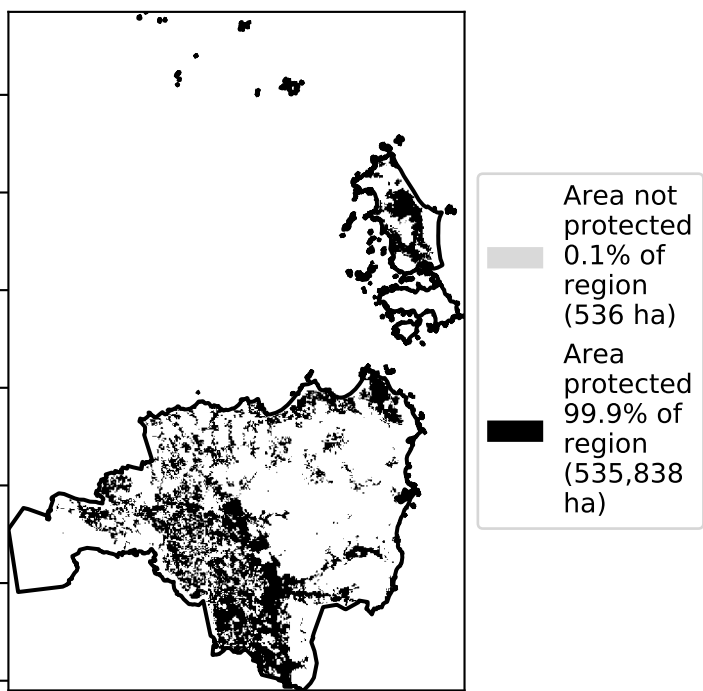 Area not
protected
0.1% of
region
(536 ha)
Area
protected
99.9% of
region
(535,838
ha)